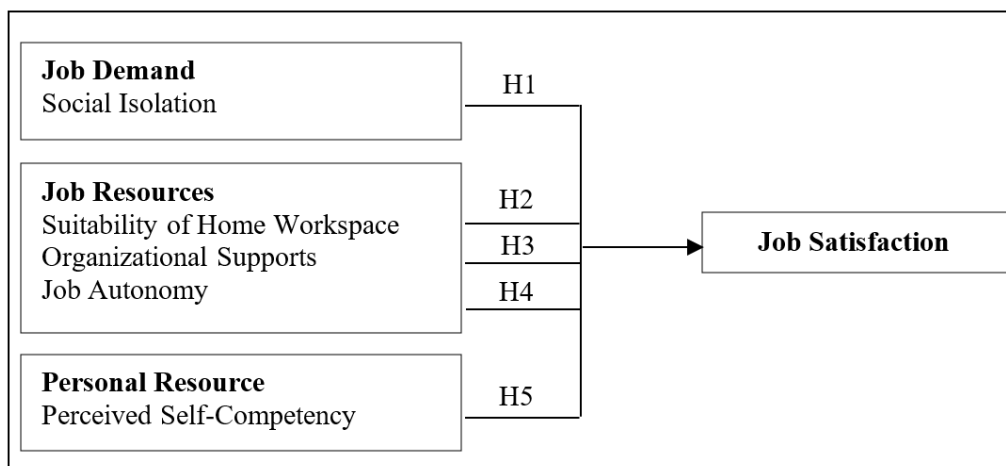 Job Demand
Social Isolation
H1
Job Resources
Suitability of Home Workspace
Organizational Supports
Job Autonomy
H2
H3
H4
Personal Resource
Perceived Self-Competency
H5
Job Satisfaction